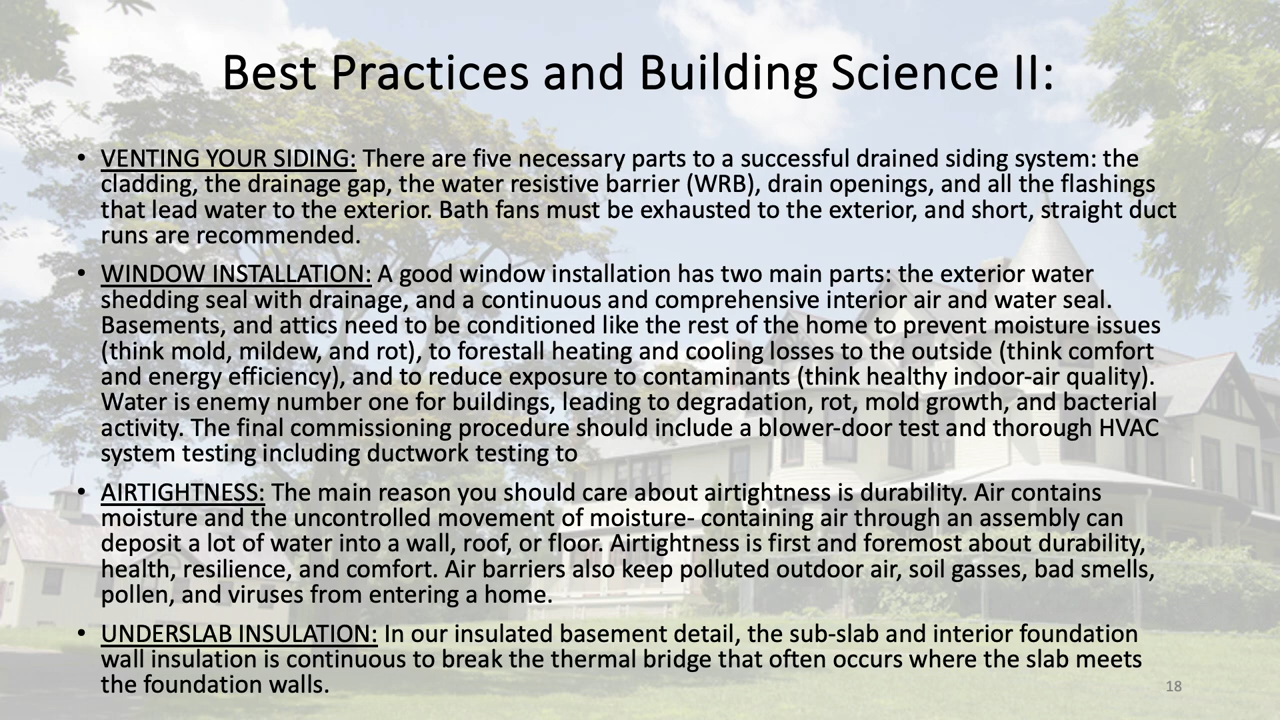 Best Practices and Building Science II:
• VENTING YOUR SIDING: There are five necessary parts to a successful drained siding system: the
cladding, the drainage gap, the water resistive barrier (WRB), drain openings, and all the flashings
that lead water to the exterior. Bath fans must be exhausted to the exterior, and short, straight duct
runs are recommended.
• WINDOW INSTALLATION: A good window installation has two main parts: the exterior water
shedding seal with drainage, and a continuous and comprehensive interior air and water seal.
Basements, and attics need to be conditioned like the rest of the home to prevent moisture issues
(think mold, mildew, and rot), to forestall heating and cooling losses to the outside (think comfort
and energy efficiency), and to reduce exposure to contaminants (think healthy indoor-air quality).
Water is enemy number one for buildings, leading to degradation, rot, mold growth, and bacterial
activity. The final commissioning procedure should include a blower-door test and thorough HVAC
system testing including ductwork testing to
• AIRTIGHTNESS: The main reason you should care about airtightness is durability. Air contains
moisture and the uncontrolled movement of moisture- containing air through an assembly can
deposit a lot of water into a wall, roof, or floor. Airtightness is first and foremost about durability,
health, resilience, and comfort. Air barriers also keep polluted outdoor air, soil gasses, bad smells,
pollen, and viruses from entering a home.
• UNDERSLAB INSULATION: In our insulated basement detail, the sub-slab and interior foundation
wall insulation is continuous to break the thermal bridge that often occurs where the slab meets
the foundation walls.
18